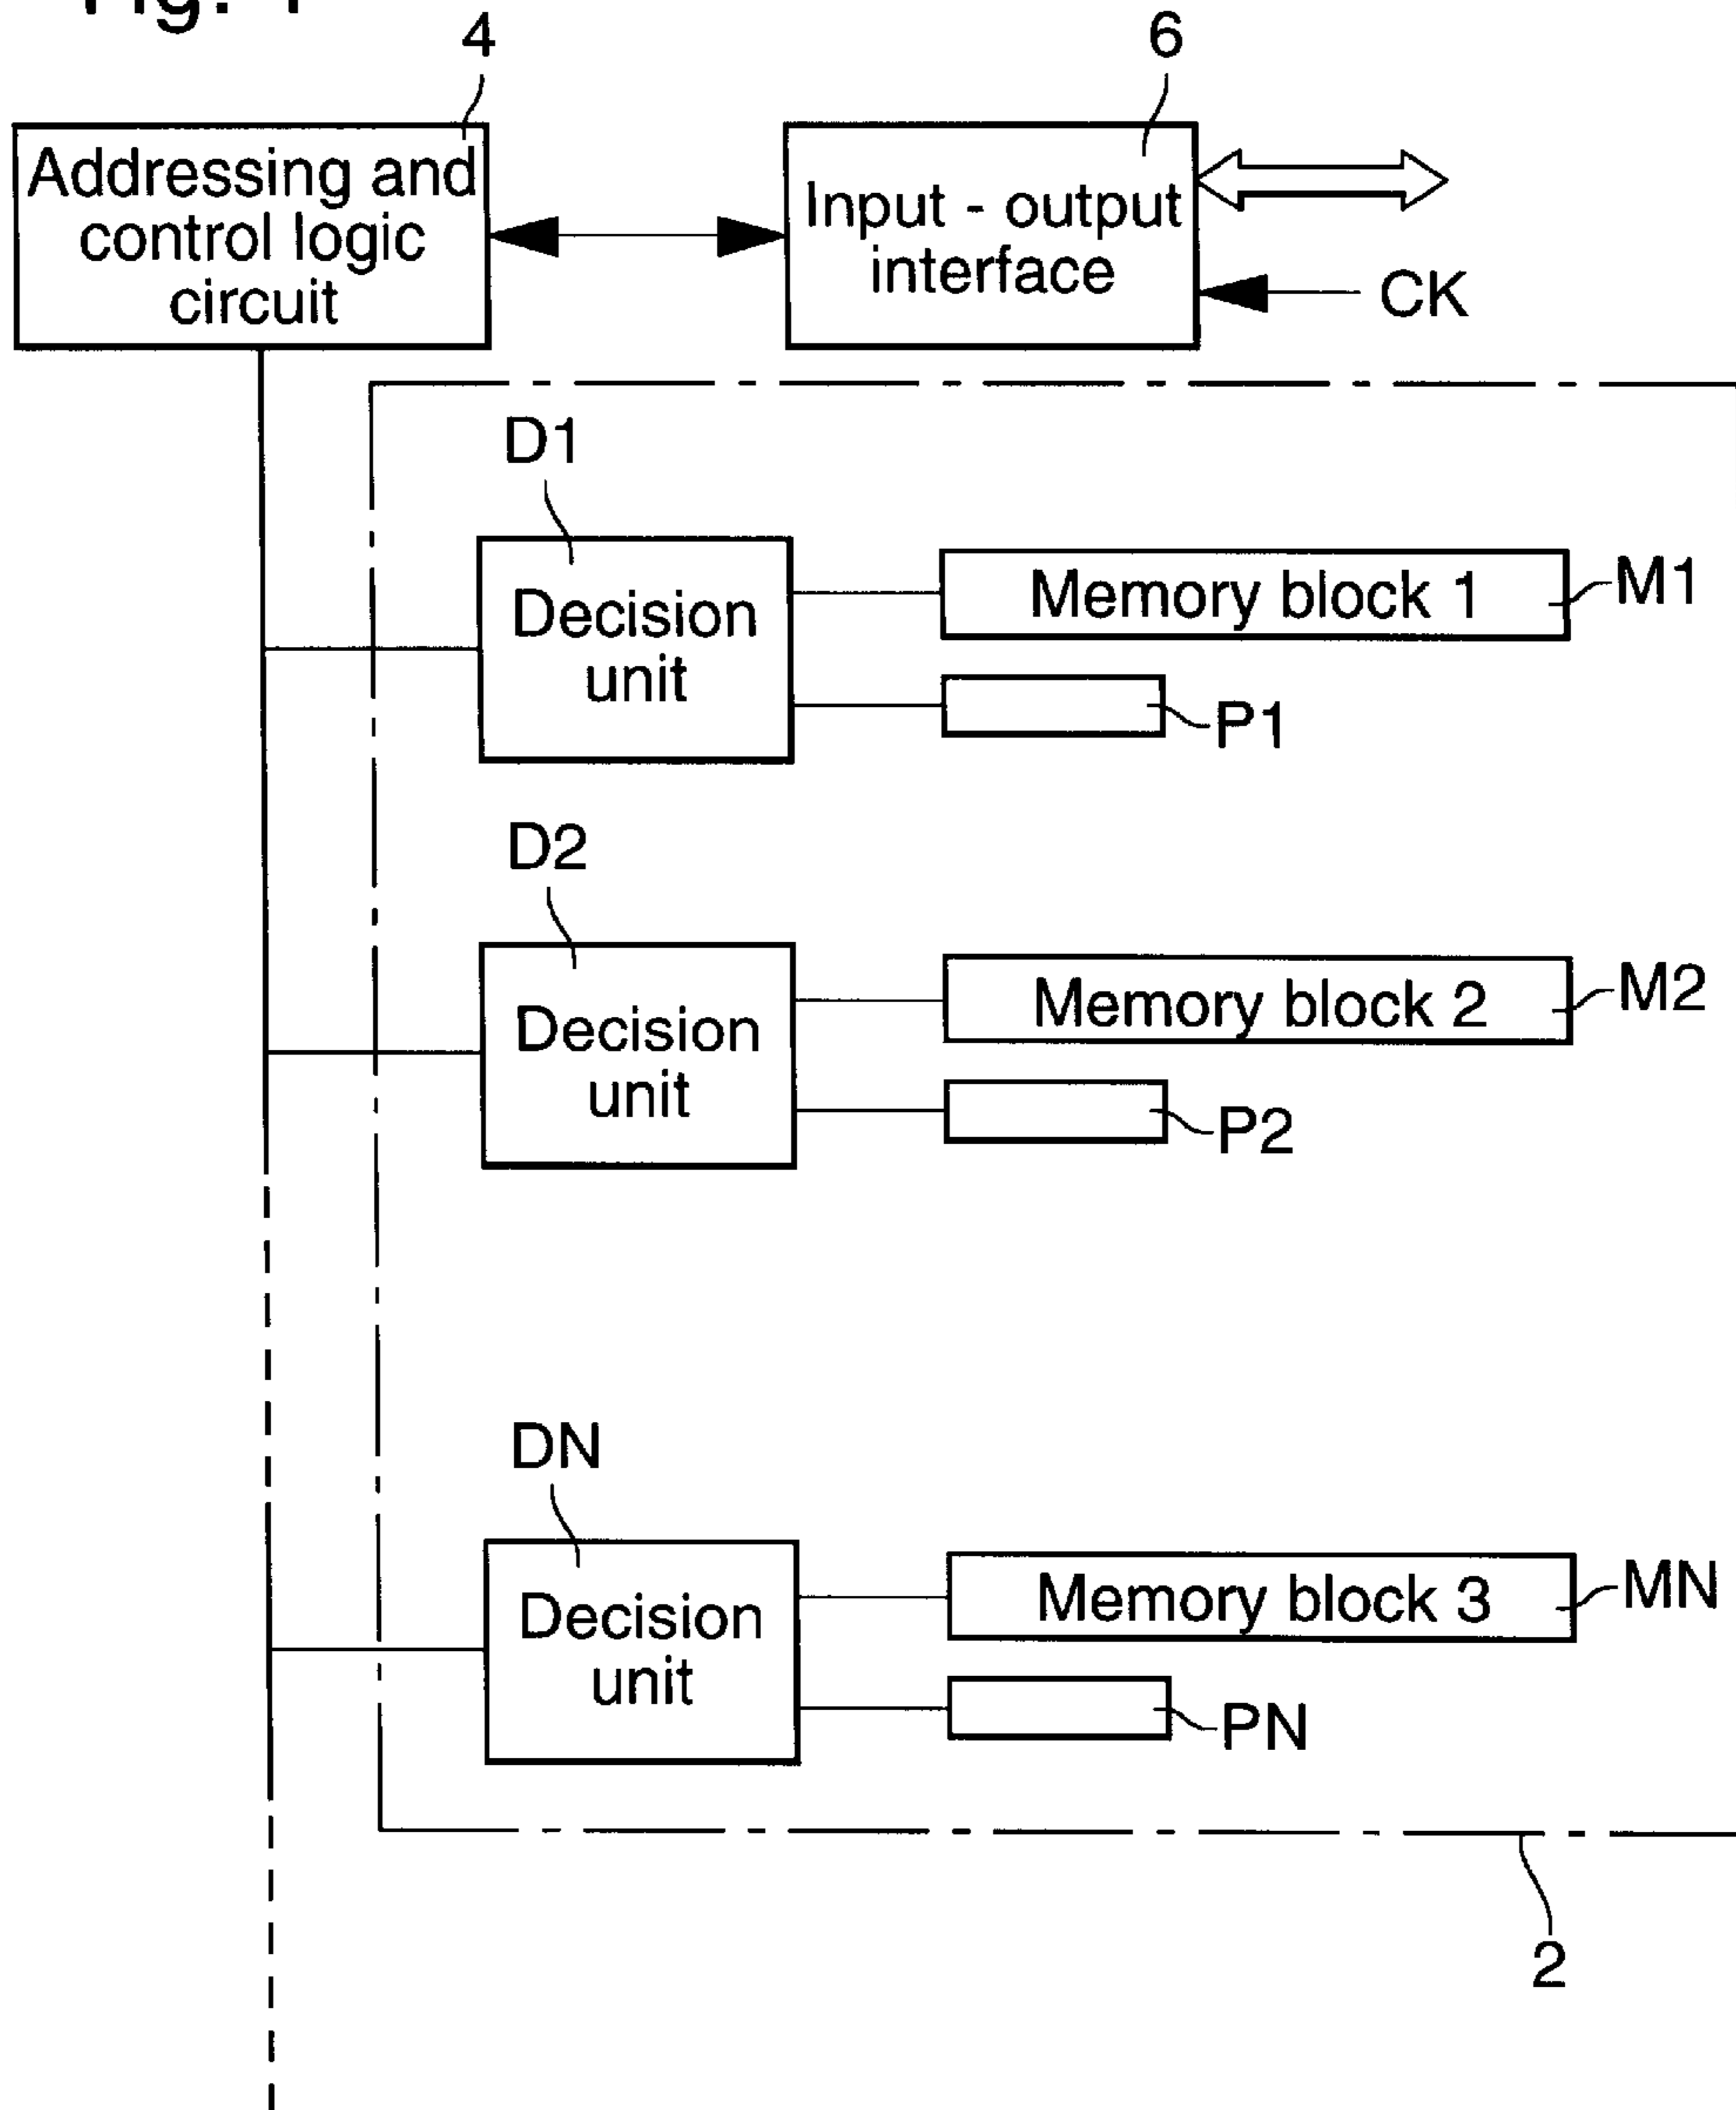 4
6
Addressing and
control logic
circuit
Input - output
interface
CK
D1
Decision
unit
Memory block 1
M1
P1
D2
Decision
unit
Memory block 2
M2
P2
DN
Decision
unit
Memory block 3
MN
PN
2